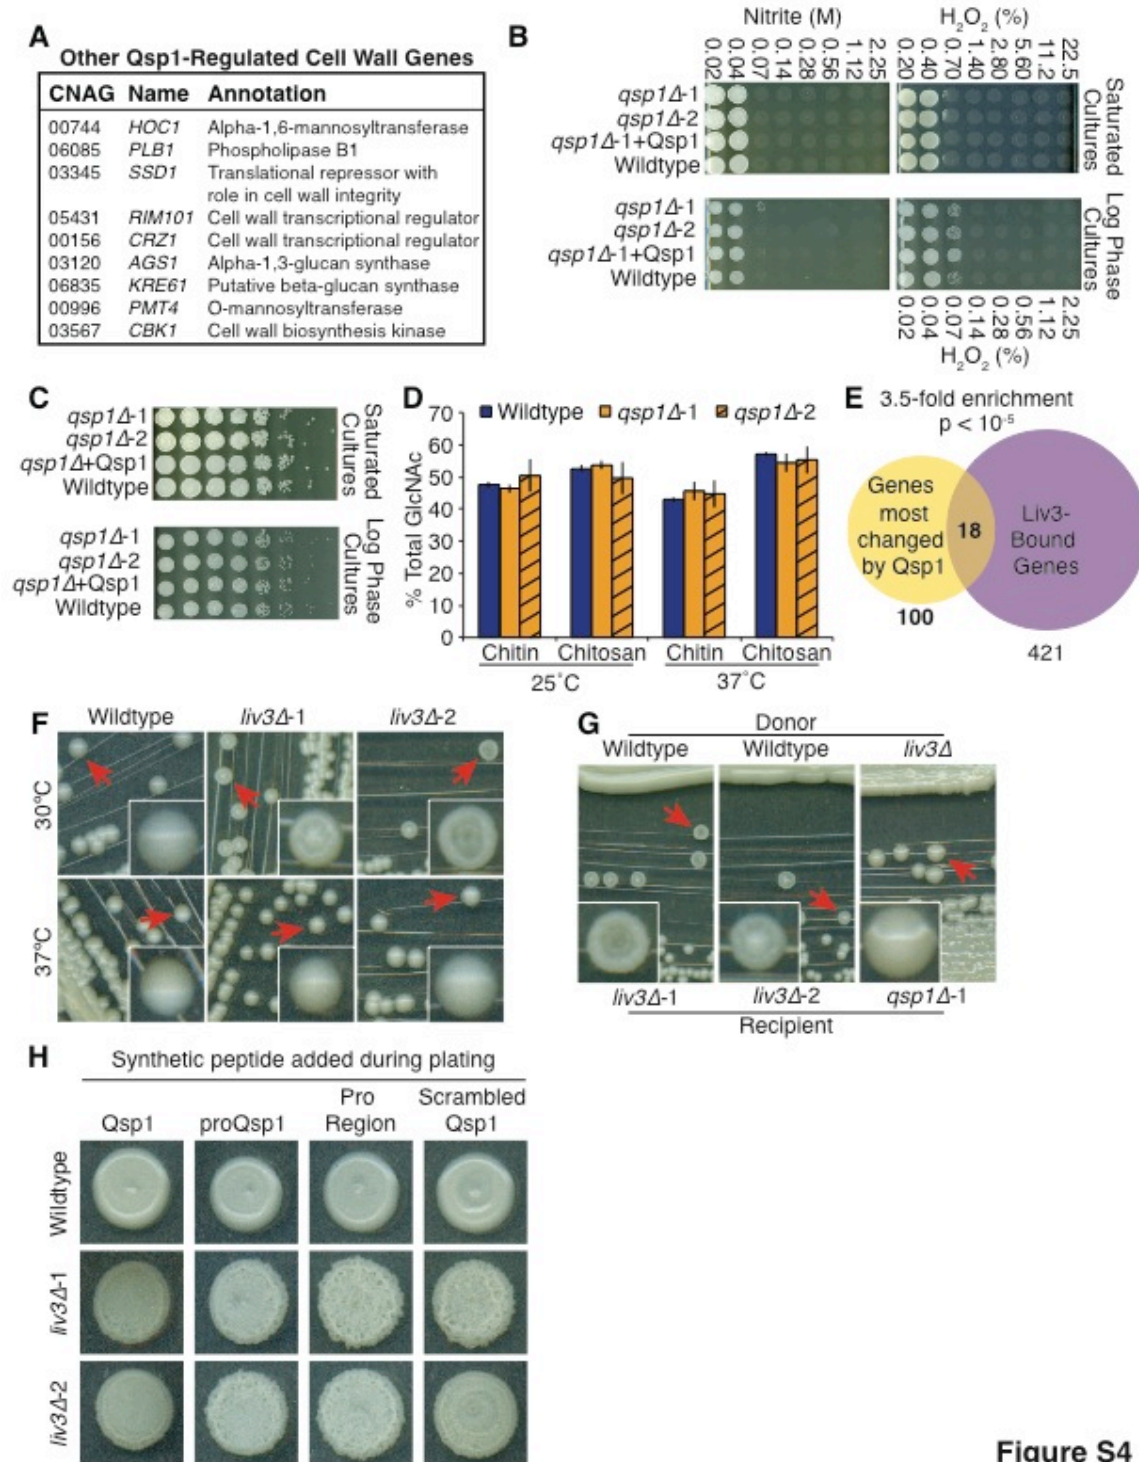 A
Other Qsp1-Regulated Cell Wall Genes
CNAG Name Annotation
00744 HOC1 Alpha-1,6-mannosyltransferase
06085 PLB1 Phospholipase B1
03345 SSD1 Translational repressor with
role in cell wall integrity
05431 RIM101 Cell wall transcriptional regulator
00156 CRZ1 Cell wall transcriptional regulator
03120 AGS1 Alpha-1,3-glucan synthase
06835 KRE61 Putative beta-glucan synthase
00996 PMT4 O-mannosyltransferase
03567 CBK1 Cell wall biosynthesis kinase
B
Nitrite (M) H2O2 (%)
0.02 0.04 0.07 0.14 0.28 0.56 1.12 2.25 0.20 0.40 0.70 1.40 2.80 5.60 11.2 22.5
qsp1Δ-1
qsp1Δ-2
qsp1Δ-1+Qsp1
Wildtype
Saturated
Cultures
qsp1Δ-1
qsp1Δ-2
qsp1Δ-1+Qsp1
Wildtype
Log Phase
Cultures
0.02 0.04 0.07 0.14 0.28 0.56 1.12 2.25
H2O2 (%)
C
qsp1Δ-1
qsp1Δ-2
qsp1Δ+Qsp1
Wildtype
Saturated
Cultures
qsp1Δ-1
qsp1Δ-2
qsp1Δ+Qsp1
Wildtype
Log Phase
Cultures
D
Wildtype qsp1Δ-1 qsp1Δ-2
% Total GlcNAc
70
60
50
40
30
20
10
0
Chitin Chitosan Chitin Chitosan
25˚C 37˚C
E
3.5-fold enrichment
p < 10-5
Genes
most
changed
by Qsp1
18
Liv3-
Bound
Genes
100
421
F
Wildtype liv3Δ-1 liv3Δ-2
30°C
37°C
G
Donor
Wildtype Wildtype liv3Δ
liv3Δ-1 liv3Δ-2 qsp1Δ-1
Recipient
H
Synthetic peptide added during plating
Qsp1 proQsp1 Pro
Region Scrambled
Qsp1
Wildtype
liv3Δ-1
liv3Δ-2
Figure S4